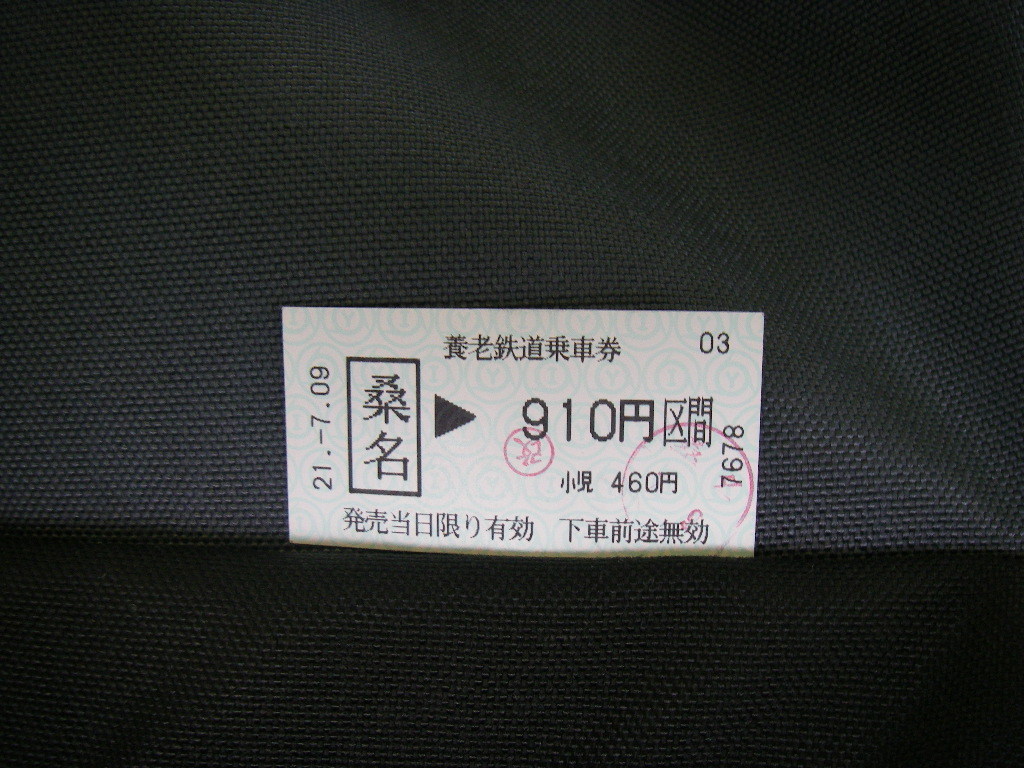 養老鉄道乗車券
03
21.-7.09
桑名
▶ 910円区間
改
小児 460円
7678
発売当日限り有効 下車前途無効